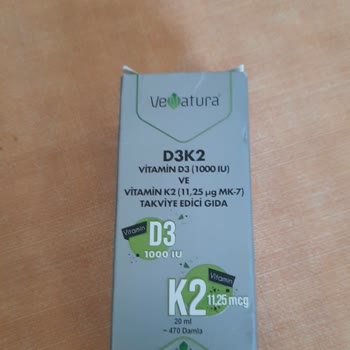 VeNatura
D3K2
VİTAMİN D3 (1000 IU)
VE
VİTAMİN K2 (11,25 µg MK-7)
TAKVİYE EDİCİ GIDA
Vitamin
D3
1000 IU
Vitamin
K2 11,25 mcg
20 ml
~ 470 Damla